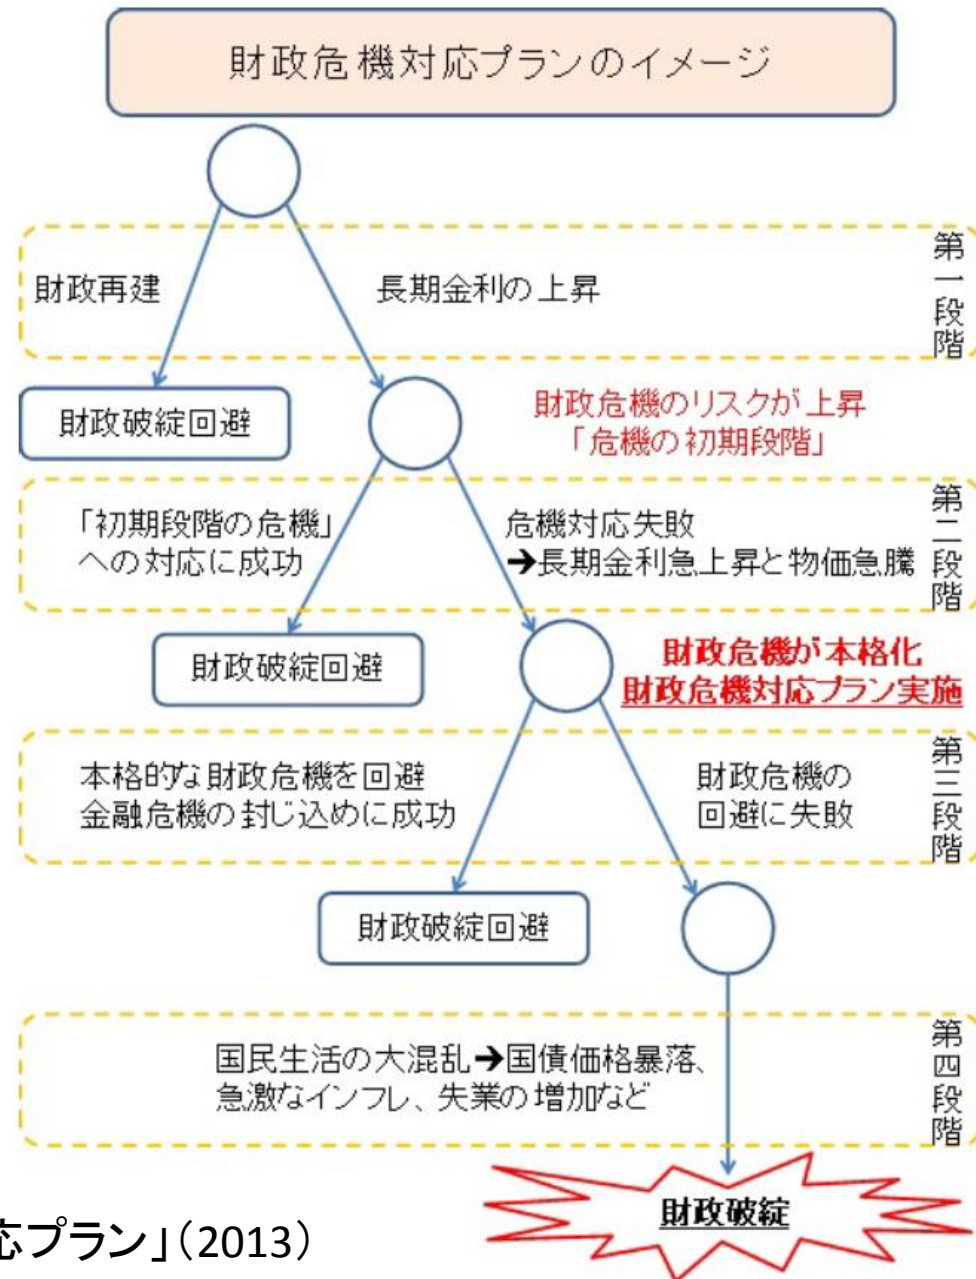 財政危機対応プランのイメージ
財政再建
長期金利の上昇
第一段階
財政破綻回避
財政危機のリスクが上昇
「危機の初期段階」
「初期段階の危機」
への対応に成功
危機対応失敗
➔長期金利急上昇と物価急騰
第二段階
財政破綻回避
財政危機が本格化
財政危機対応プラン実施
本格的な財政危機を回避
金融危機の封じ込めに成功
財政危機の
回避に失敗
第三段階
財政破綻回避
国民生活の大混乱➔国債価格暴落、
急激なインフレ、失業の増加など
第四段階
財政破綻
応プラン」(2013)